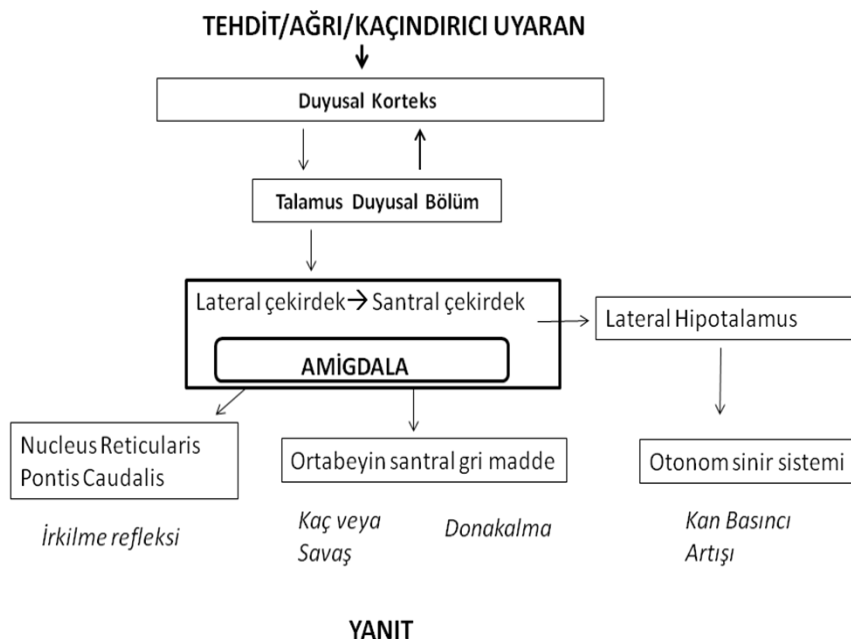 TEHDİT/AĞRI/KAÇINDIRICI UYARAN
Duyusal Korteks
Talamus Duyusal Bölüm
Lateral çekirdek→ Santral çekirdek
AMİGDALA
Lateral Hipotalamus
Nucleus Reticularis
Pontis Caudalis
Ortabeyin santral gri madde
Otonom sinir sistemi
İrkilme refleksi
Kaç veya
Savaş
Donakalma
Kan Basıncı
Artışı
YANIT